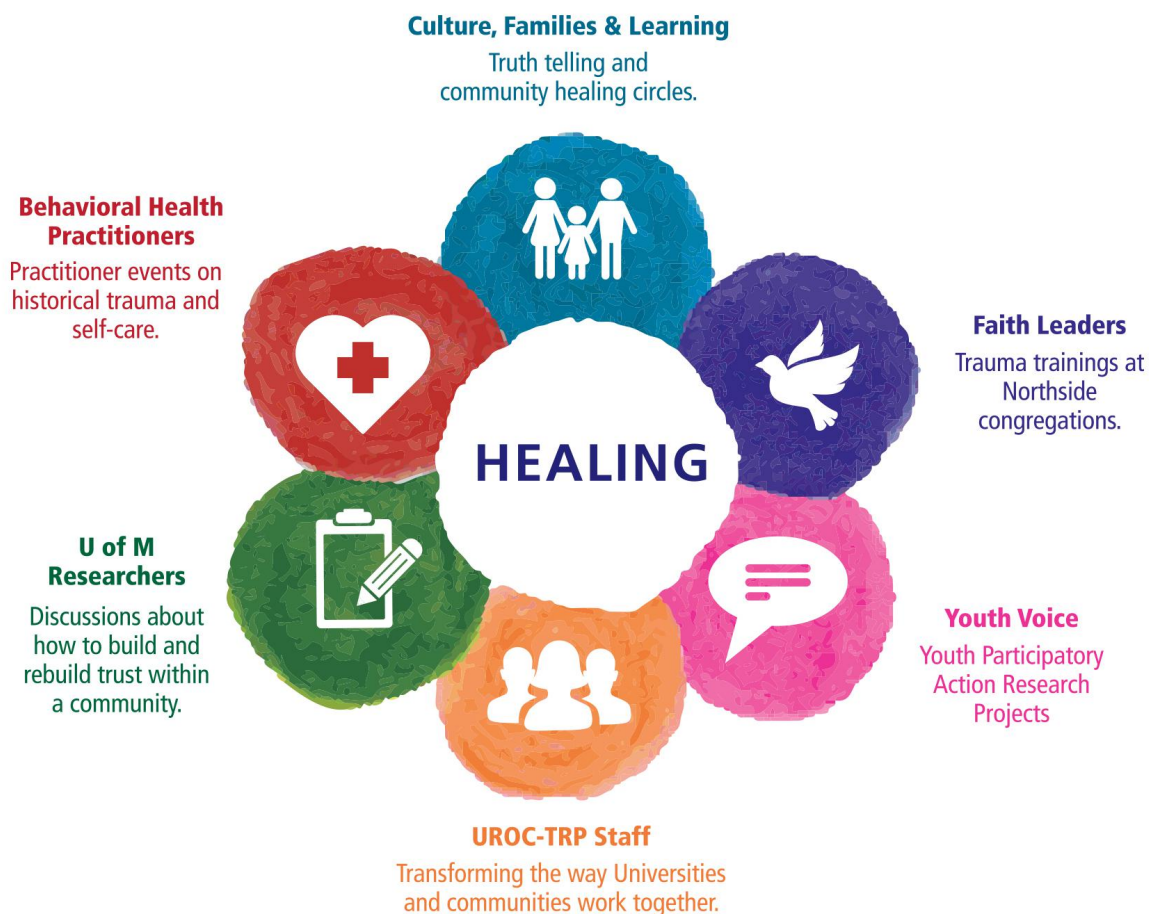 Culture, Families & Learning
Truth telling and
community healing circles.
Behavioral Health
Practitioners
Practitioner events on
historical trauma and
self-care.
Faith Leaders
Trauma trainings at
Northside
congregations.
HEALING
U of M
Researchers
Discussions about
how to build and
rebuild trust within
a community.
Youth Voice
Youth Participatory
Action Research
Projects
UROC-TRP Staff
Transforming the way Universities
and communities work together.